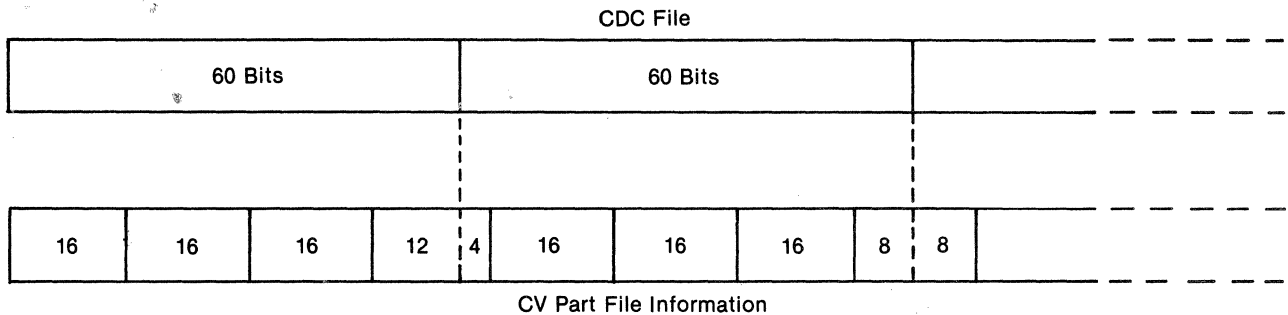 CDC File
60 Bits 60 Bits
16 16 16 12 4 16 16 16 8 8
CV Part File Information